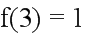 f(3) = 1